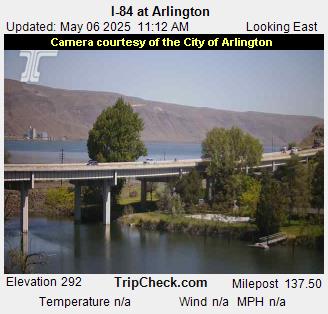 I-84 at Arlington
Updated: May 06 2025 11:12 AM Looking East
Camera courtesy of the City of Arlington
Elevation 292 TripCheck.com Milepost 137.50
Temperature n/a Wind n/a MPH n/a